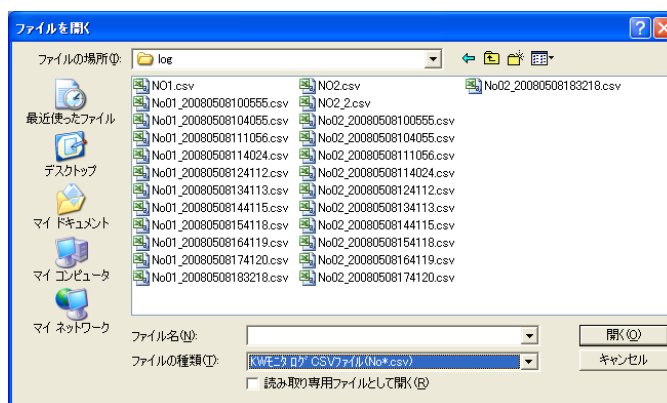 ファイルを開く
ファイルの場所(I):
log
最近使ったファイル
デスクトップ
マイ ドキュメント
マイ コンピュータ
マイ ネットワーク
NO1.csv
No01_20080508100555.csv
No01_20080508104055.csv
No01_20080508111056.csv
No01_20080508114024.csv
No01_20080508124112.csv
No01_20080508134113.csv
No01_20080508144115.csv
No01_20080508154118.csv
No01_20080508164119.csv
No01_20080508174120.csv
No01_20080508183218.csv
NO2.csv
NO2_2.csv
No02_20080508100555.csv
No02_20080508104055.csv
No02_20080508111056.csv
No02_20080508114024.csv
No02_20080508124112.csv
No02_20080508134113.csv
No02_20080508144115.csv
No02_20080508154118.csv
No02_20080508164119.csv
No02_20080508174120.csv
No02_20080508183218.csv
ファイル名(N):
開く(O)
ファイルの種類(T):
KWモニタ ログ CSVファイル(No*.csv)
キャンセル
読み取り専用ファイルとして開く(R)